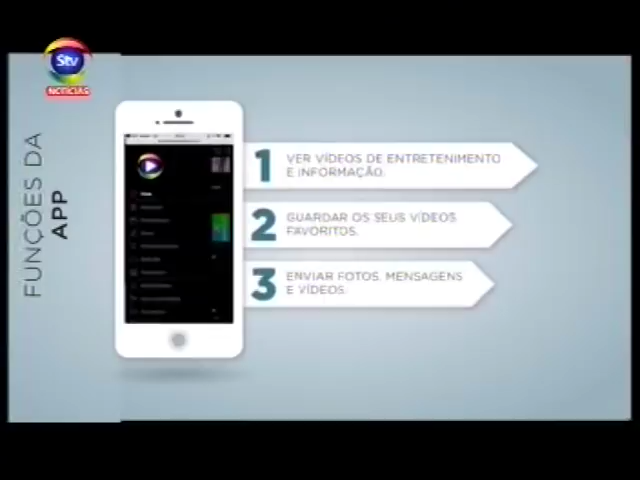 Stv
NOTÍCIAS
FUNÇÕES DA
APP
1
VER VÍDEOS DE ENTRETENIMENTO
E INFORMAÇÃO.
2
GUARDAR OS SEUS VÍDEOS
FAVORITOS.
3
ENVIAR FOTOS, MENSAGENS
E VÍDEOS.